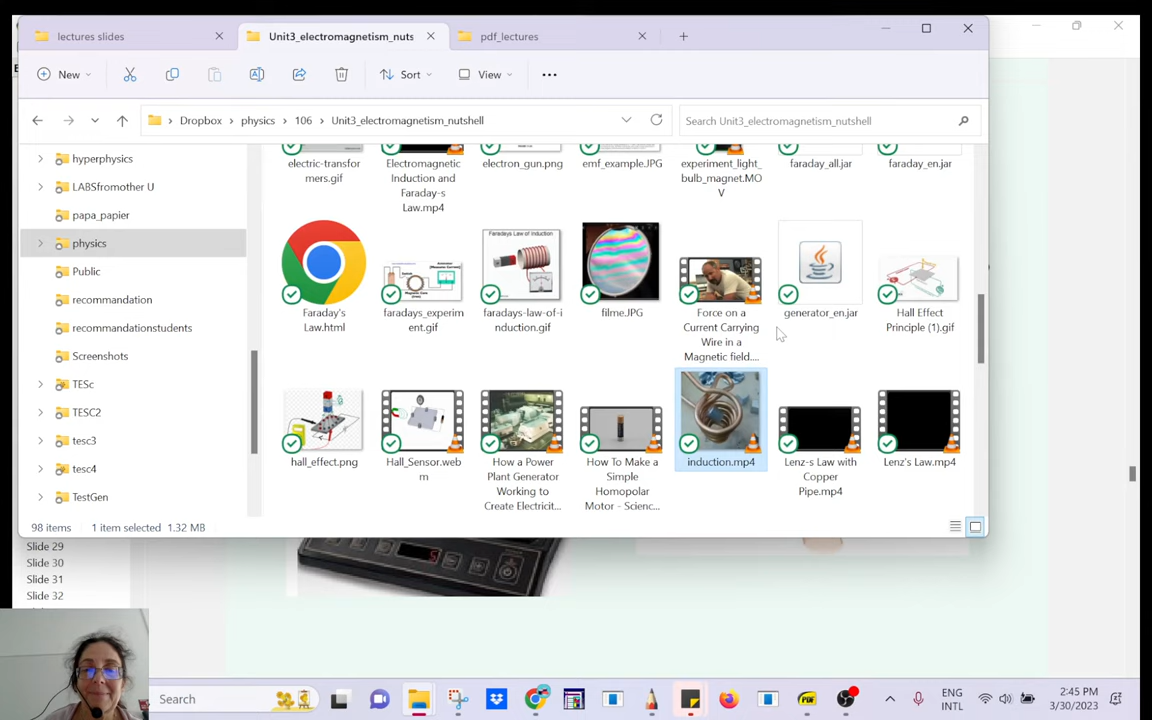 lectures slides
Unit3_electromagnetism_nuts
pdf_lectures
New
Sort
View
Dropbox
physics
106
Unit3_electromagnetism_nutshell
Search Unit3_electromagnetism_nutshell
hyperphysics
LABSfromother U
papa_papier
physics
Public
recommandation
recommandationstudents
Screenshots
TESc
TESC2
tesc3
tesc4
TestGen
electric-transfor
mers.gif
Electromagnetic
Induction and
Faraday-s
Law.mp4
electron_gun.png
emf_example.JPG
experiment_light_
bulb_magnet.MO
V
faraday_all.jar
faraday_en.jar
Faraday's
Law.html
faradays_experim
ent.gif
Faradays Law of Induction
faradays-law-of-i
nduction.gif
filme.JPG
Force on a
Current Carrying
Wire in a
Magnetic field....
generator_en.jar
Hall Effect
Principle (1).gif
hall_effect.png
Hall_Sensor.web
m
How a Power
Plant Generator
Working to
Create Electricit...
How To Make a
Simple
Homopolar
Motor - Scienc...
induction.mp4
Lenz-s Law with
Copper
Pipe.mp4
Lenz's Law.mp4
98 items
1 item selected
1.32 MB
Slide 29
Slide 30
Slide 31
Slide 32
Search
ENG
INTL
2:45 PM
3/30/2023